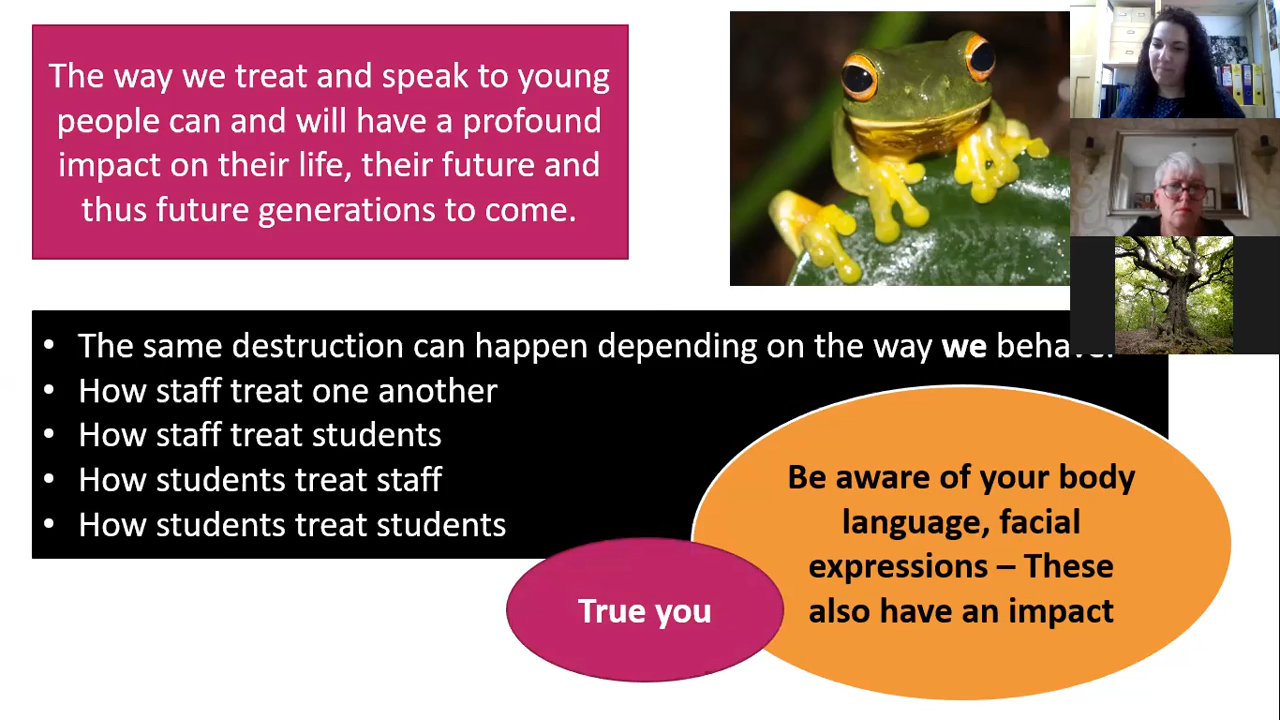 The way we treat and speak to young
people can and will have a profound
impact on their life, their future and
thus future generations to come.
• The same destruction can happen depending on the way we behave.
• How staff treat one another
• How staff treat students
• How students treat staff
• How students treat students
Be aware of your body
language, facial
expressions – These
also have an impact
True you